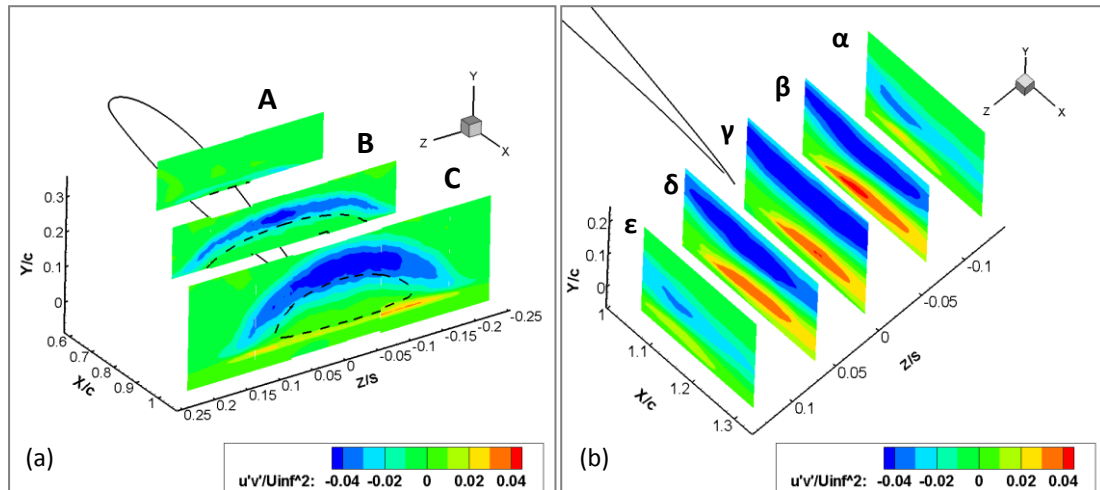 A
B
C
Y
Z
X
0.3
0.2
0.1
0
Y/c
0.6
0.7
0.8
0.9
1
X/c
0.25
0.2
0.15
0.1
0.05
0
-0.05
-0.1
-0.15
-0.2
-0.25
Z/S
(a)
u'v'/Uinf^2: -0.04 -0.02 0 0.02 0.04
α
β
γ
δ
ε
Y
Z
X
0.2
0.1
0
Y/c
1
1.1
1.2
1.3
X/c
0.1
0.05
0
-0.05
-0.1
Z/S
(b)
u'v'/Uinf^2: -0.04 -0.02 0 0.02 0.04